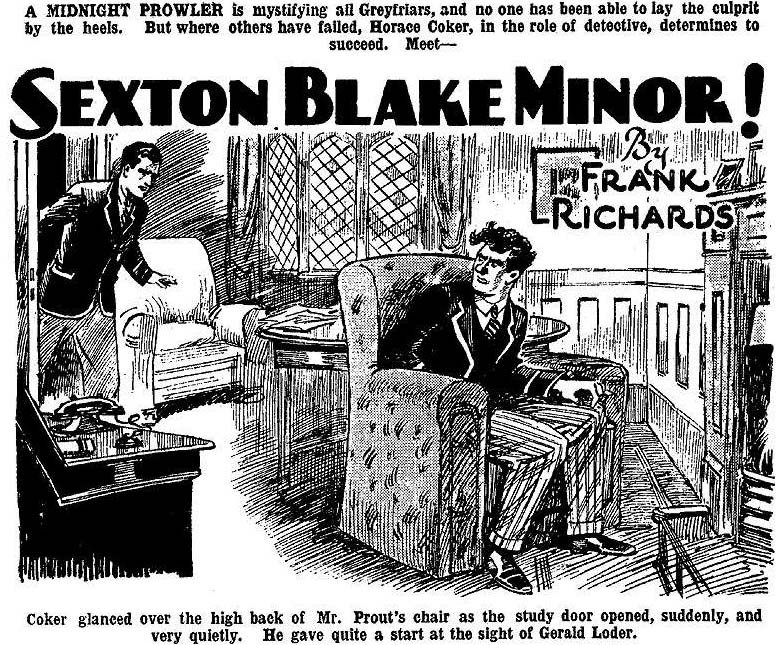 A MIDNIGHT PROWLER is mystifying all Greyfriars, and no one has been able to lay the culprit
by the heels. But where others have failed, Horace Coker, in the role of detective, determines to
succeed. Meet—
SEXTON BLAKE MINOR!
By
FRANK
RICHARDS
Coker glanced over the high back of Mr. Prout's chair as the study door opened, suddenly, and
very quietly. He gave quite a start at the sight of Gerald Loder.